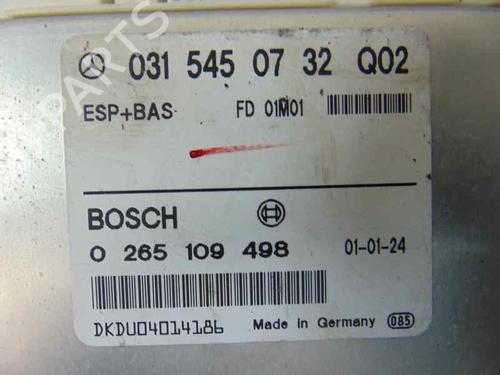 031 545 07 32 Q02
ESP+BAS FD 01M01
BOSCH
0 265 109 498 01-01-24
DKDU04014186 Made in Germany 085